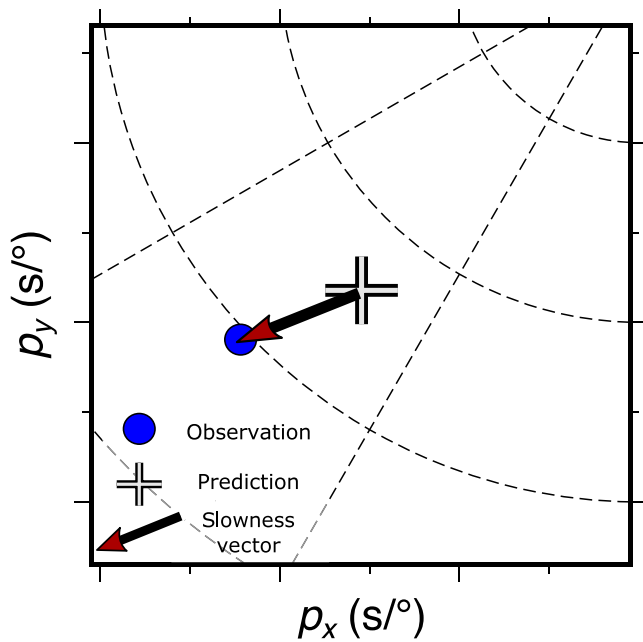 p_y (s/°)
Observation
Prediction
Slowness
vector
p_x (s/°)